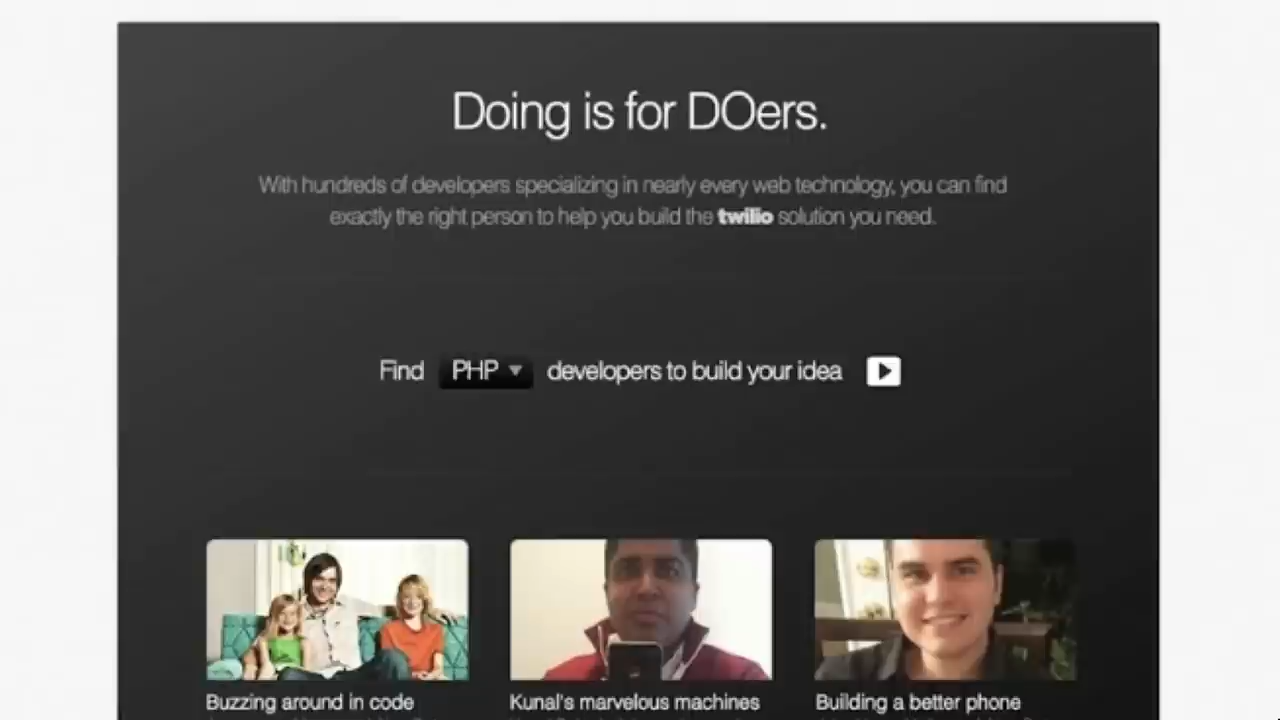 Doing is for DOers.
With hundreds of developers specializing in nearly every web technology, you can find
exactly the right person to help you build the twilio solution you need.
Find PHP developers to build your idea
Buzzing around in code
Kunal's marvelous machines
Building a better phone